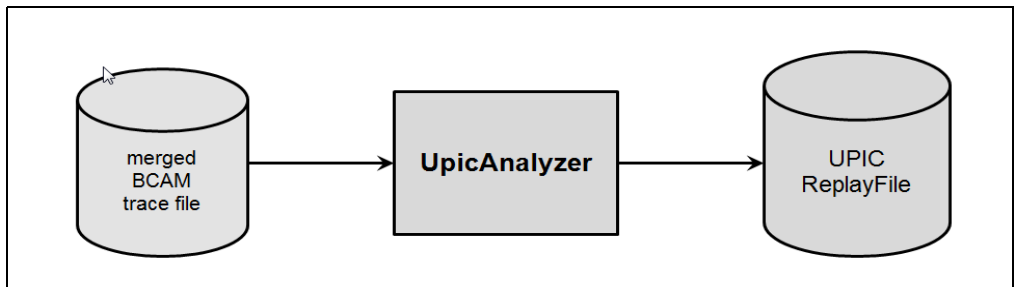 merged
BCAM
trace file
UpicAnalyzer
UPIC
ReplayFile